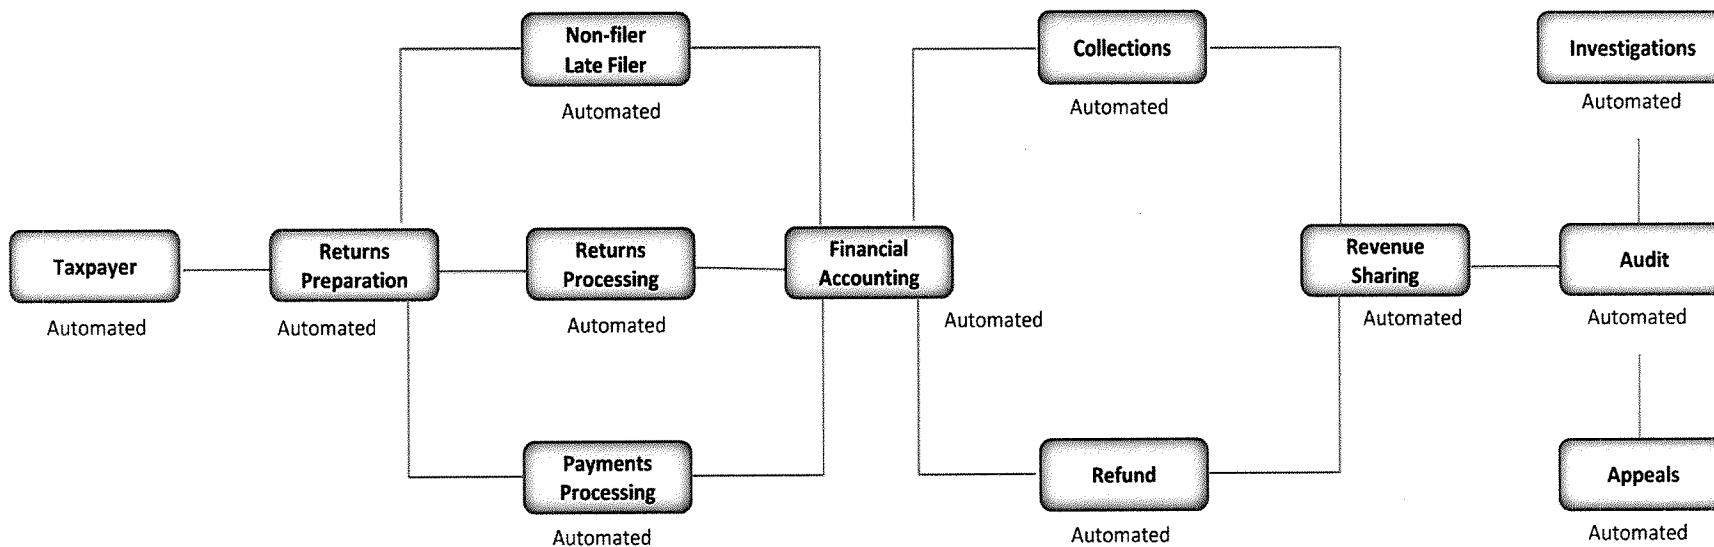 Non-filer
Late Filer
Automated
Collections
Automated
Investigations
Automated
Taxpayer
Automated
Returns
Preparation
Automated
Returns
Processing
Automated
Financial
Accounting
Automated
Revenue
Sharing
Automated
Audit
Automated
Payments
Processing
Automated
Refund
Automated
Appeals
Automated